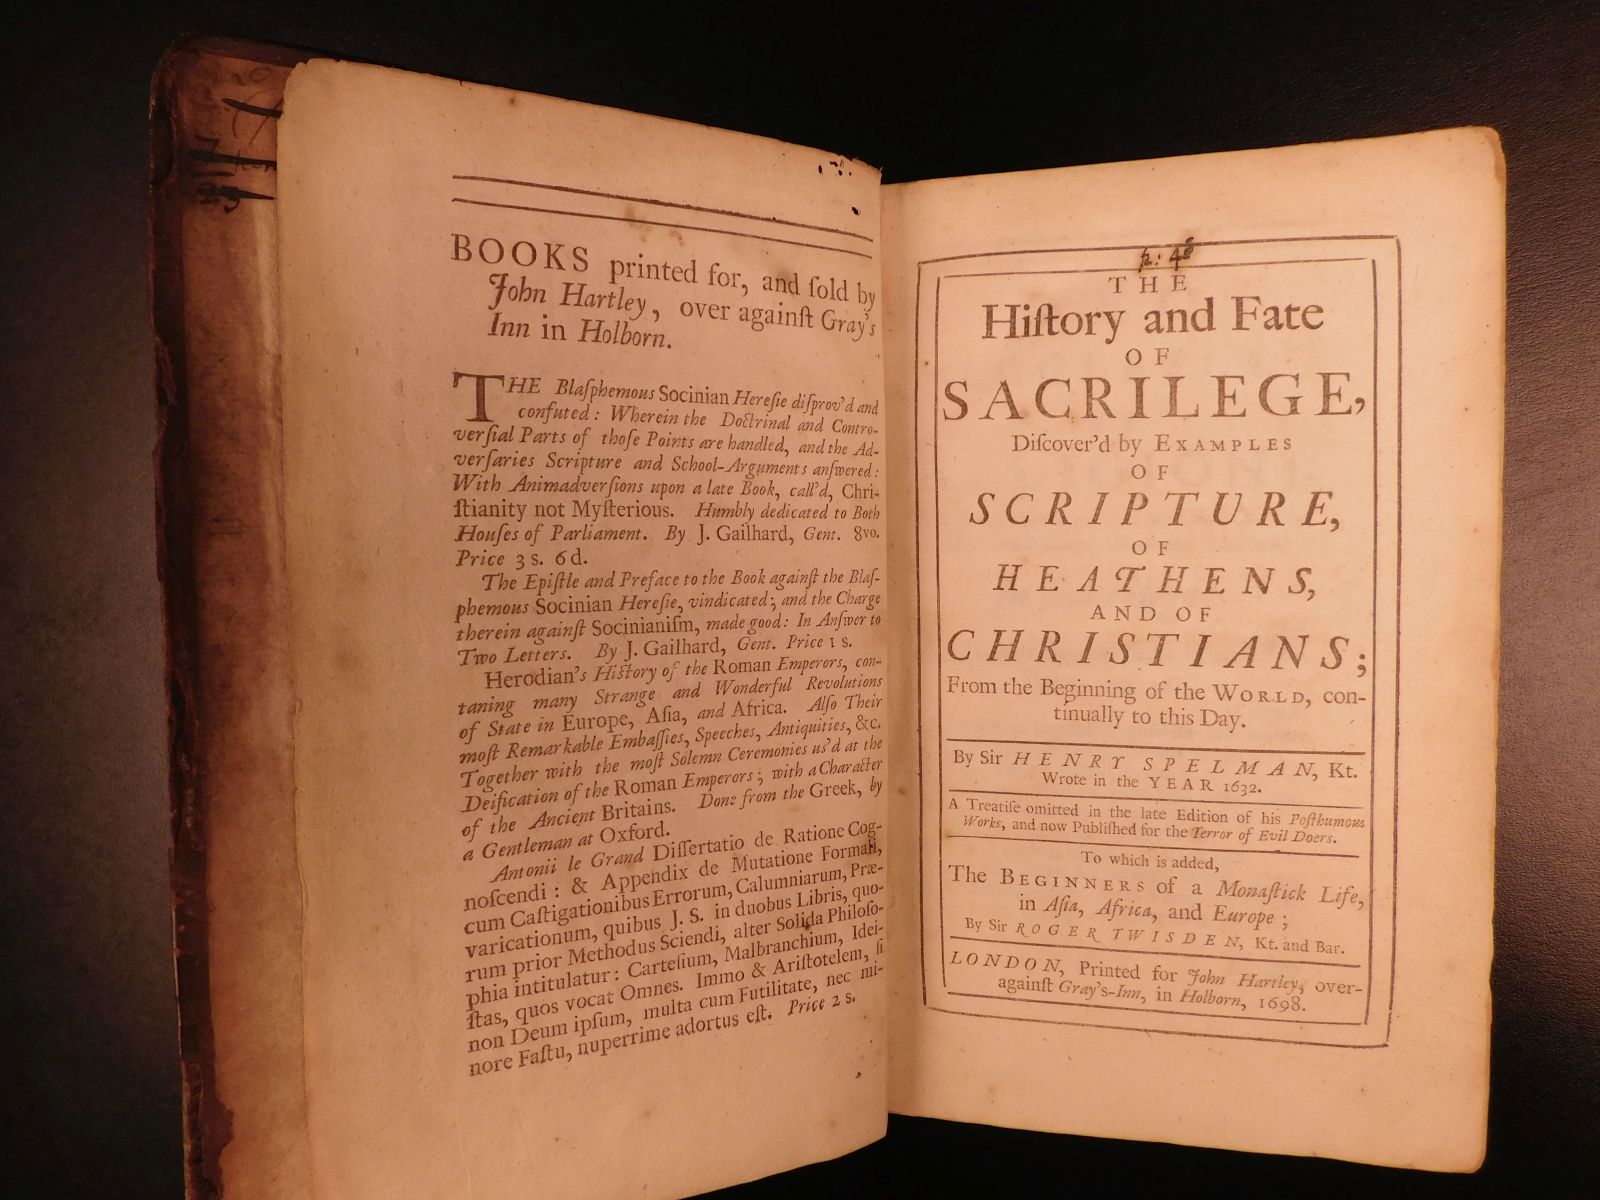 BOOKS printed for, and ſold by
John Hartley, over againſt Gray's
Inn in Holborn.
THE Blaſphemous Socinian Hereſie diſprov'd and
confuted: Wherein the Doctrinal and Contro-
verſial Parts of thoſe Points are handled, and the Ad-
verſaries Scripture and School-Arguments anſwered:
With Animadverſions upon a late Book, call'd, Chri-
ſtianity not Myſterious. Humbly dedicated to Both
Houſes of Parliament. By J. Gailhard, Gent. 8vo.
Price 3 s. 6 d.
The Epiſtle and Preface to the Book againſt the Blaſ-
phemous Socinian Hereſie, vindicated; and the Charge
therein againſt Socinianiſm, made good: In Anſwer to
Two Letters. By J. Gailhard, Gent. Price 1 s.
Herodian's Hiſtory of the Roman Emperors, con-
taning many Strange and Wonderful Revolutions
of State in Europe, Aſia, and Africa. Alſo Their
moſt Remarkable Embaſſies, Speeches, Antiquities, &c.
Together with the moſt Solemn Ceremonies us'd at the
Deification of the Roman Emperors; with a Character
of the Ancient Britains. Done from the Greek, by
a Gentleman at Oxford.
Antonii le Grand Diſſertatio de Ratione Cog-
noſcendi: & Appendix de Mutatione Formali,
cum Caſtigationibus Errorum, Calumniarum, Præ-
varicationum, quibus J. S. in duobus Libris, quo-
rum prior Methodus Sciendi, alter Solida Philoſo-
phia intitulatur: Carteſium, Malbranchium, Idei-
ſtas, quos vocat Omnes. Immo & Ariſtotelem, ſi
non Deum ipſum, multa cum Futilitate, nec mi-
nore Faſtu, nuperrime adortus eſt. Price 2 s.
p: 48
THE
Hiſtory and Fate
OF
SACRILEGE,
Diſcover'd by EXAMPLES
OF
SCRIPTURE,
OF
HEATHENS,
AND OF
CHRISTIANS;
From the Beginning of the WORLD, con-
tinually to this Day.
By Sir HENRY SPELMAN, Kt.
Wrote in the YEAR 1632.
A Treatiſe omitted in the late Edition of his Poſthumous
Works, and now Publiſhed for the Terror of Evil Doers.
To which is added,
The BEGINNERS of a Monaſtick Life,
in Aſia, Africa, and Europe;
By Sir ROGER TWISDEN, Kt. and Bar.
LONDON, Printed for John Hartley, over-
againſt Gray's-Inn, in Holborn, 1698.